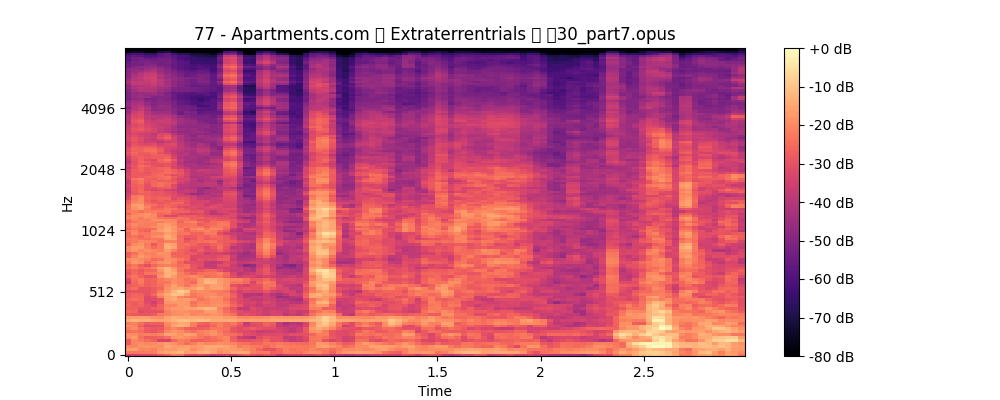 77 - Apartments.com ▯ Extraterrentrials ▯ ▯30_part7.opus
Hz
4096
2048
1024
512
0
0 0.5 1 1.5 2 2.5
Time
+0 dB
-10 dB
-20 dB
-30 dB
-40 dB
-50 dB
-60 dB
-70 dB
-80 dB